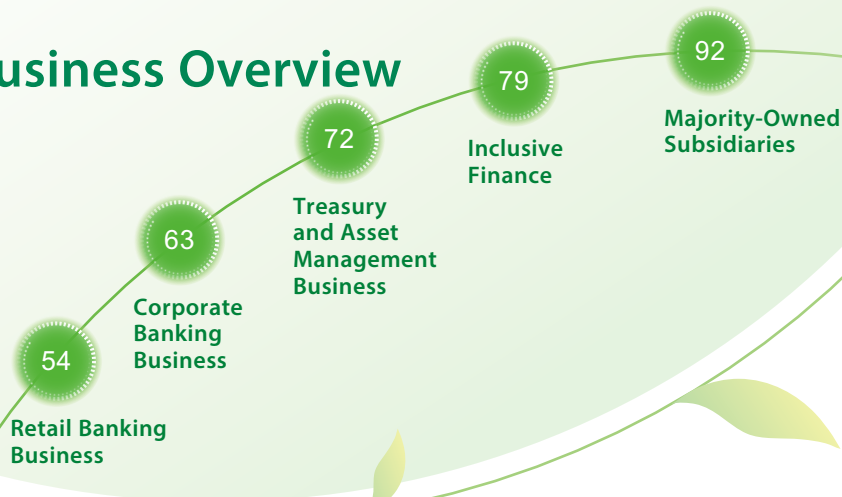 usiness Overview
54
Retail Banking
Business
63
Corporate
Banking
Business
72
Treasury
and Asset
Management
Business
79
Inclusive
Finance
92
Majority-Owned
Subsidiaries